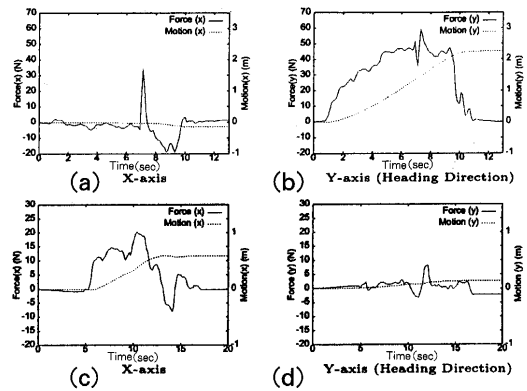 Force (x)
Motion (x)
70
60
50
40
30
20
10
0
-10
-20
3
2
1
0
-1
Force(x) (N)
Motion(x) (m)
0 2 4 6 8 10 12
Time(sec)
(a) X-axis
Force (y)
Motion (y)
70
60
50
40
30
20
10
0
-10
-20
3
2
1
0
-1
Force(y) (N)
Motion(y) (m)
0 2 4 6 8 10 12
Time(sec)
(b) Y-axis (Heading Direction)
Force (x)
Motion (x)
30
25
20
15
10
5
0
-5
-10
-15
-20
1
0
-1
Force(x) (N)
Motion(x) (m)
0 5 10 15 20
Time(sec)
(c) X-axis
Force (y)
Motion (y)
30
25
20
15
10
5
0
-5
-10
-15
-20
1
0
-1
Force (y) (N)
Motion (y) (m)
0 5 10 15 20
Time(sec)
(d) Y-axis (Heading Direction)